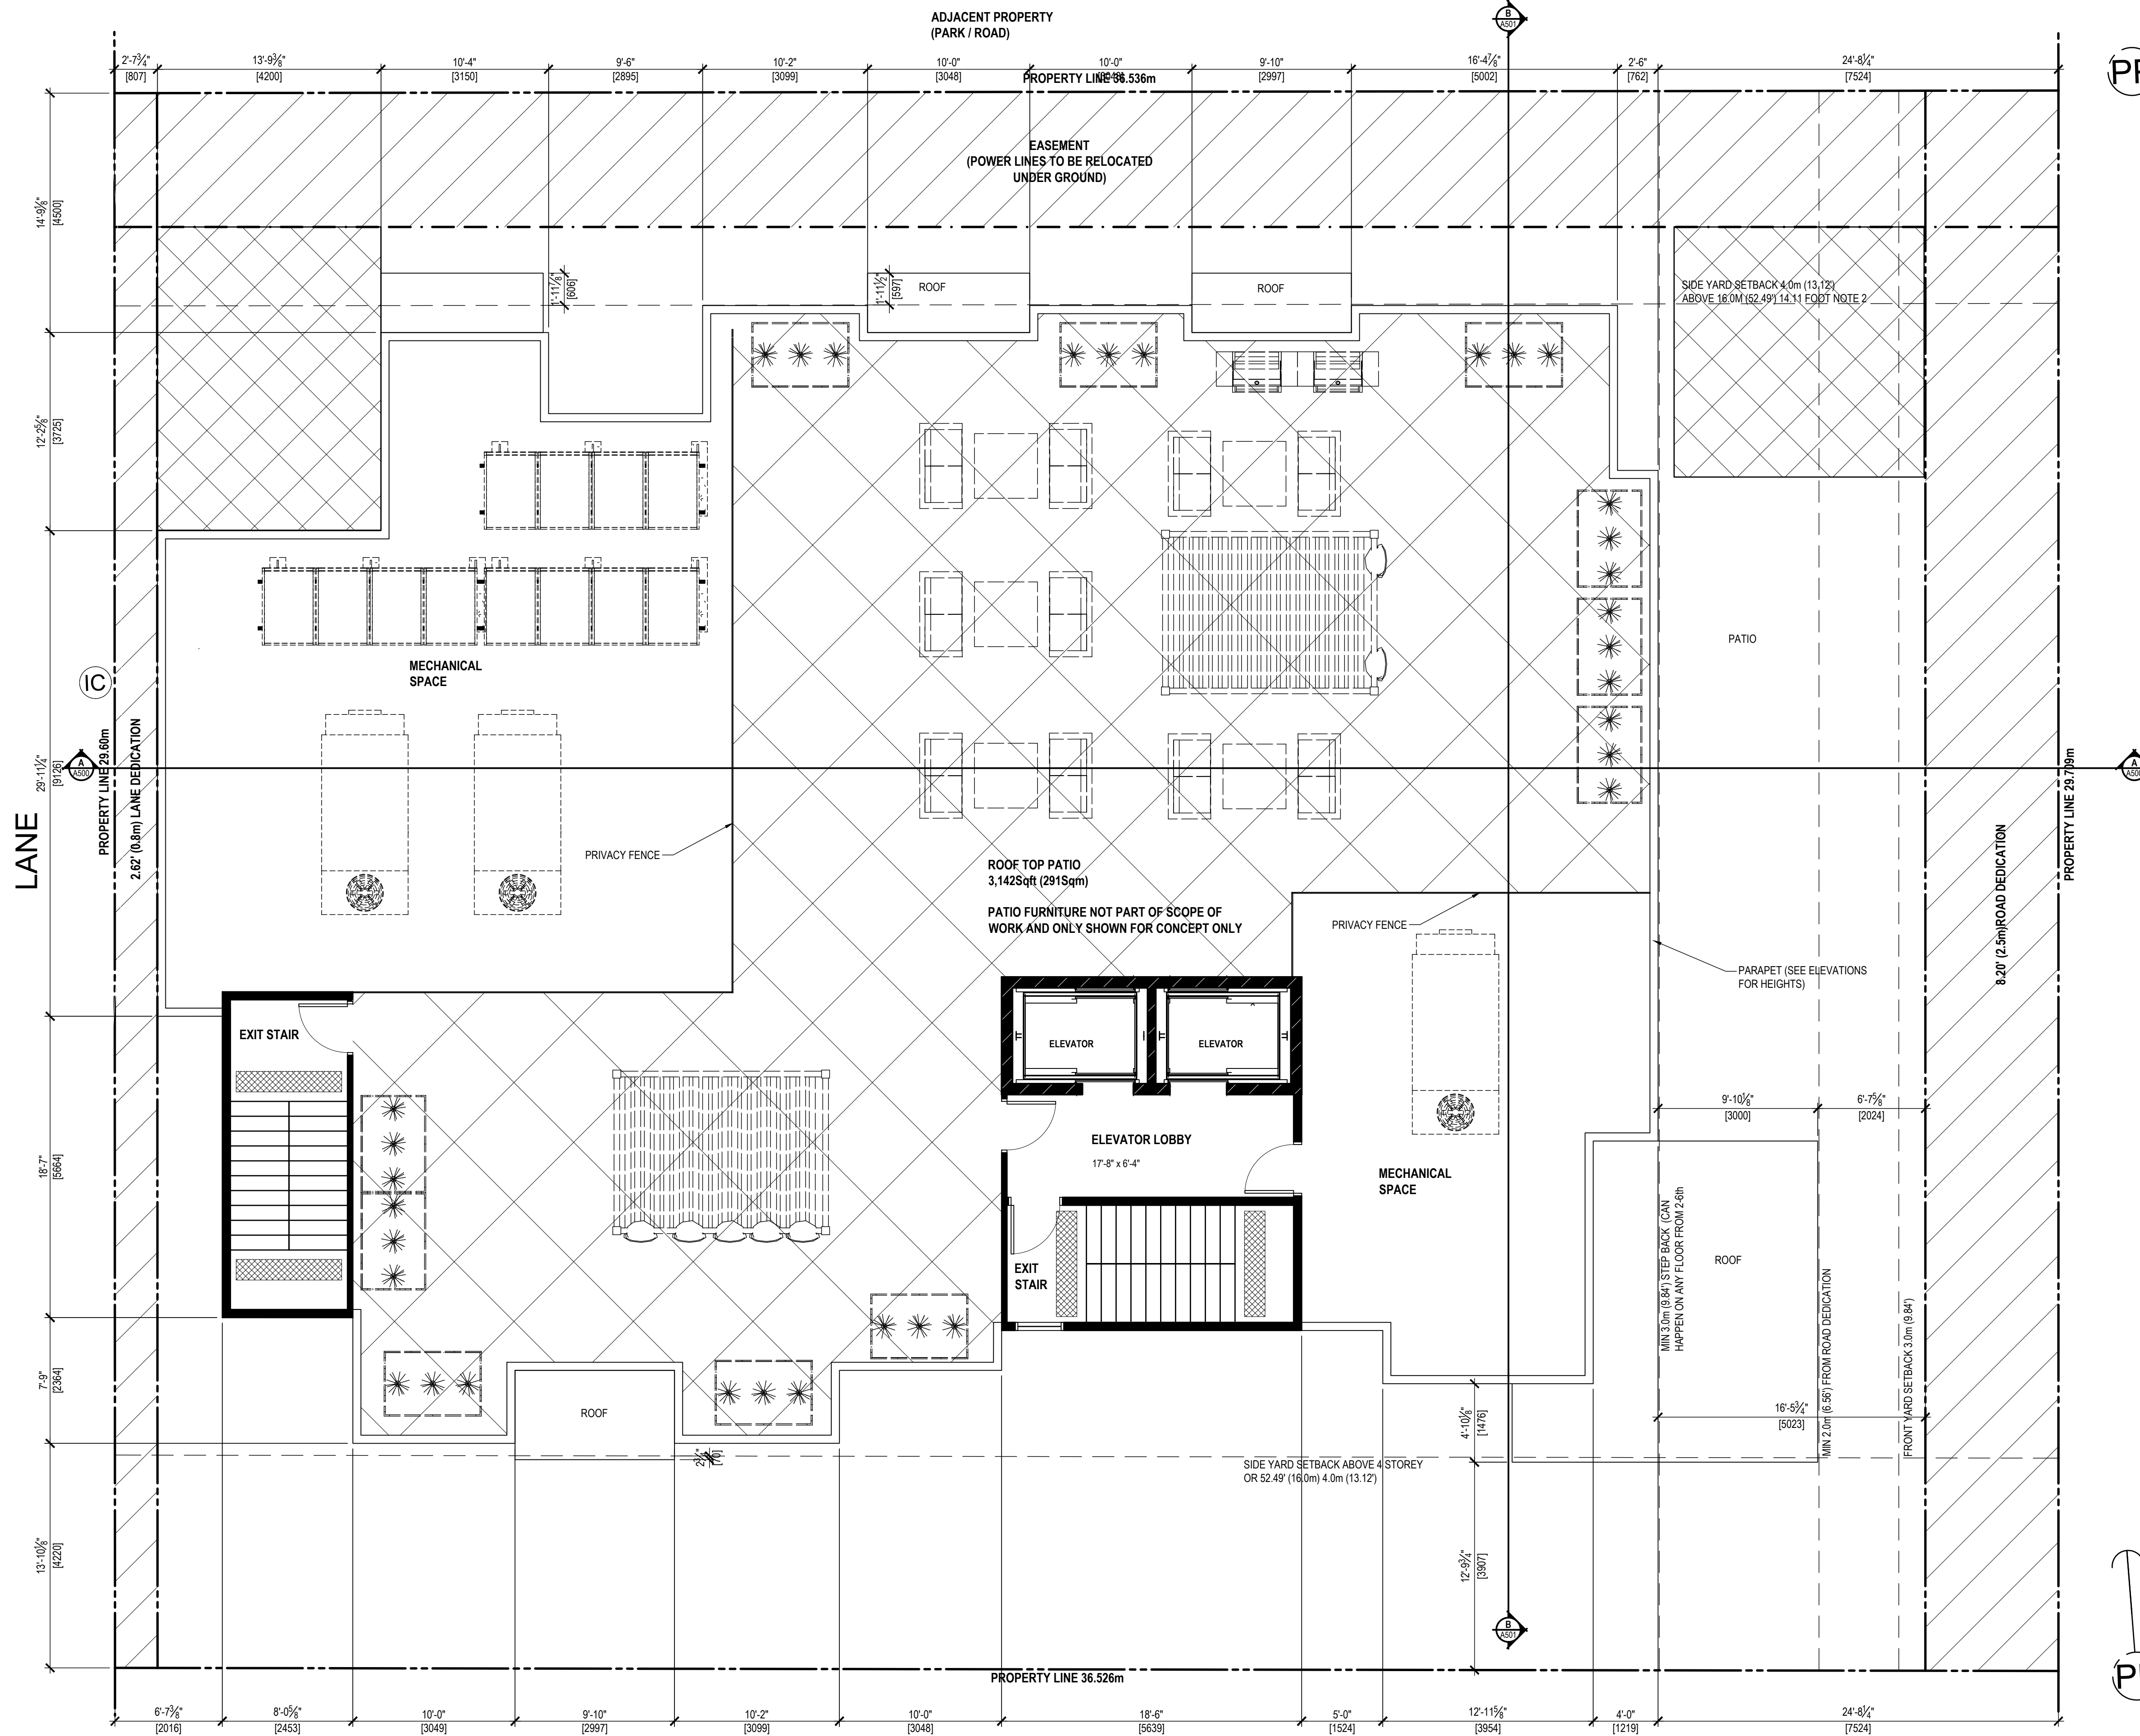 ADJACENT PROPERTY
(PARK / ROAD)
B
A501
2'-7¾"
[807]
13'-9⅜"
[4200]
10'-4"
[3150]
9'-6"
[2895]
10'-2"
[3099]
10'-0"
[3048]
10'-0"
[3048]
9'-10"
[2997]
16'-4⅞"
[5002]
2'-6"
[762]
24'-8¼"
[7524]
PROPERTY LINE 36.536m
EASEMENT
(POWER LINES TO BE RELOCATED
UNDER GROUND)
14'-9⅛"
[4500]
1'-11⅞"
[606]
1'-11½"
[597]
ROOF
ROOF
SIDE YARD SETBACK 4.0m (13.12')
ABOVE 16.0M (52.49') 14.11 FOOT NOTE 2
12'-2⅝"
[3725]
PATIO
MECHANICAL
SPACE
IC
LANE
PROPERTY LINE 29.60m
2.62' (0.8m) LANE DEDICATION
A
A500
29'-11¼"
[9126]
A
PROPERTY LINE 29.709m
8.20' (2.5m)ROAD DEDICATION
PRIVACY FENCE
ROOF TOP PATIO
3,142Sqft (291Sqm)
PATIO FURNITURE NOT PART OF SCOPE OF
WORK AND ONLY SHOWN FOR CONCEPT ONLY
PRIVACY FENCE
PARAPET (SEE ELEVATIONS
FOR HEIGHTS)
EXIT STAIR
ELEVATOR
ELEVATOR
9'-10⅛"
[3000]
6'-7⅝"
[2024]
ELEVATOR LOBBY
17'-8" x 6'-4"
18'-7"
[5664]
MECHANICAL
SPACE
EXIT
STAIR
MIN 3.0m (9.84') STEP BACK (CAN
HAPPEN ON ANY FLOOR FROM 2-6th
ROOF
MIN 2.0m (6.56') FROM ROAD DEDICATION
FRONT YARD SETBACK 3.0m (9.84')
7'-9"
[2364]
ROOF
2¾"
[70]
4'-10⅛"
[1476]
16'-5¾"
[5023]
SIDE YARD SETBACK ABOVE 4 STOREY
OR 52.49' (16.0m) 4.0m (13.12')
13'-10⅛"
[4220]
12'-9¾"
[3907]
B
A501
PROPERTY LINE 36.526m
6'-7⅜"
[2016]
8'-0⅝"
[2453]
10'-0"
[3049]
9'-10"
[2997]
10'-2"
[3099]
10'-0"
[3048]
18'-6"
[5639]
5'-0"
[1524]
12'-11⅝"
[3954]
4'-0"
[1219]
24'-8¼"
[7524]